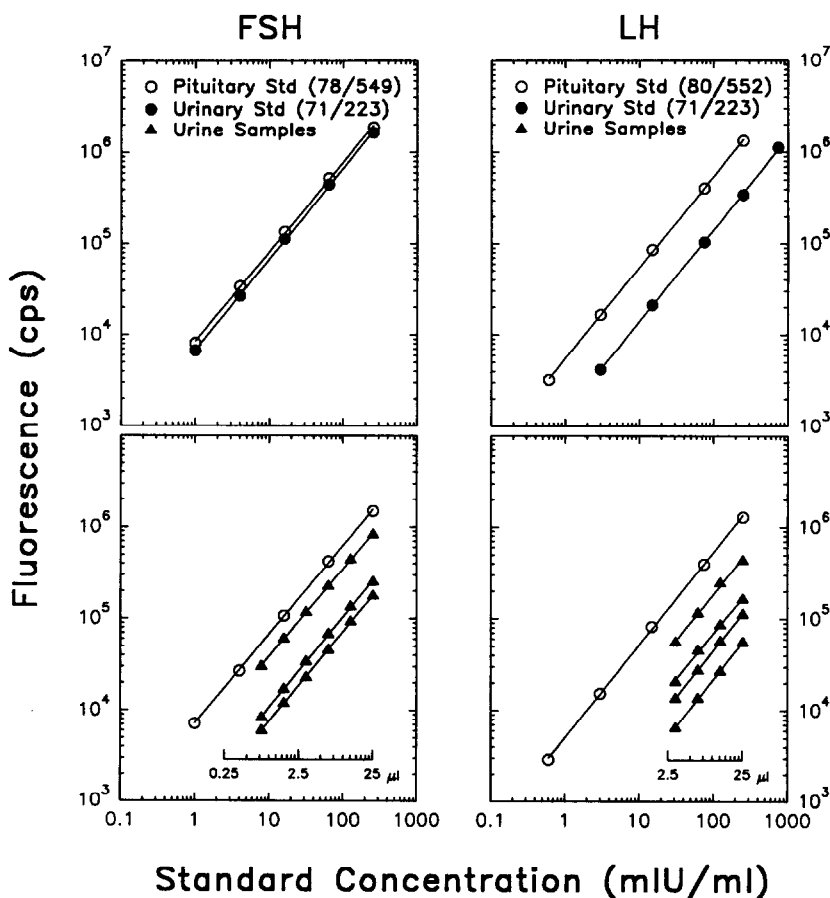 FSH
LH
10^7
10^6
10^5
10^4
10^3
○ Pituitary Std (78/549)
● Urinary Std (71/223)
▲ Urine Samples
○ Pituitary Std (80/552)
● Urinary Std (71/223)
▲ Urine Samples
10^7
10^6
10^5
10^4
10^3
Fluorescence (cps)
10^6
10^5
10^4
10^3
0.25 2.5 25 µl
2.5 25 µl
10^6
10^5
10^4
10^3
0.1 1 10 100 1000
0.1 1 10 100 1000
Standard Concentration (mIU/ml)